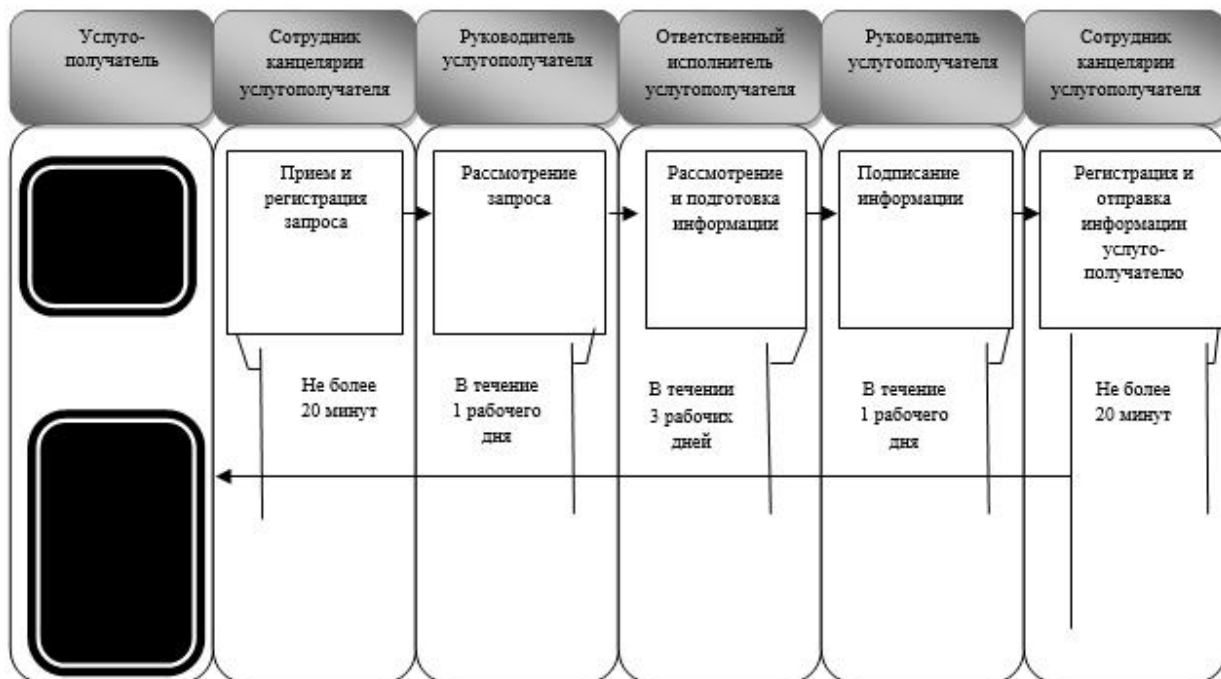 Услуго-
получатель
Сотрудник
канцелярии
услугополучателя
Руководитель
услугополучателя
Ответственный
исполнитель
услугополучателя
Руководитель
услугополучателя
Сотрудник
канцелярии
услугополучателя
Прием и
регистрация
запроса
Рассмотрение
запроса
Рассмотрение
и подготовка
информации
Подписание
информации
Регистрация и
отправка
информации
услуго-
получателю
Не более
20 минут
В течение
1 рабочего
дня
В течении
3 рабочих
дней
В течение
1 рабочего
дня
Не более
20 минут